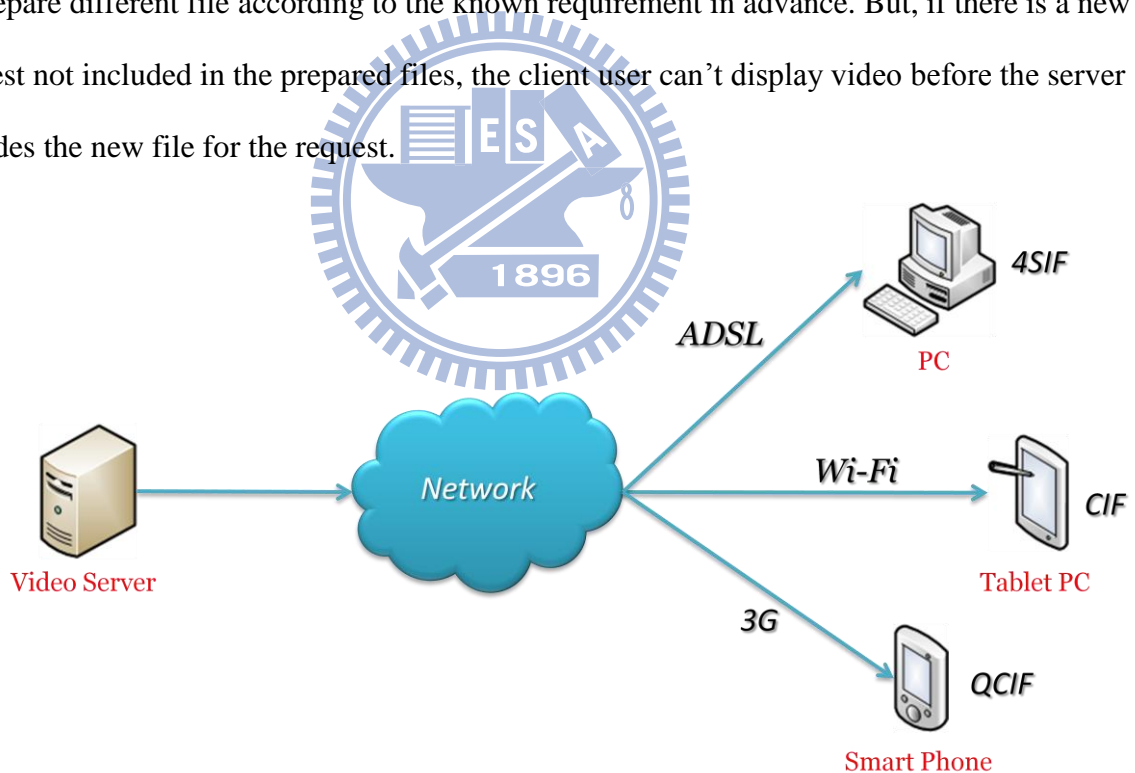 epare different file according to the known requirement in advance. But, if there is a new
est not included in the prepared files, the client user can't display video before the server
des the new file for the request.
E S A
1896
4SIF
ADSL
PC
Network
Wi-Fi
CIF
Video Server
Tablet PC
3G
QCIF
Smart Phone